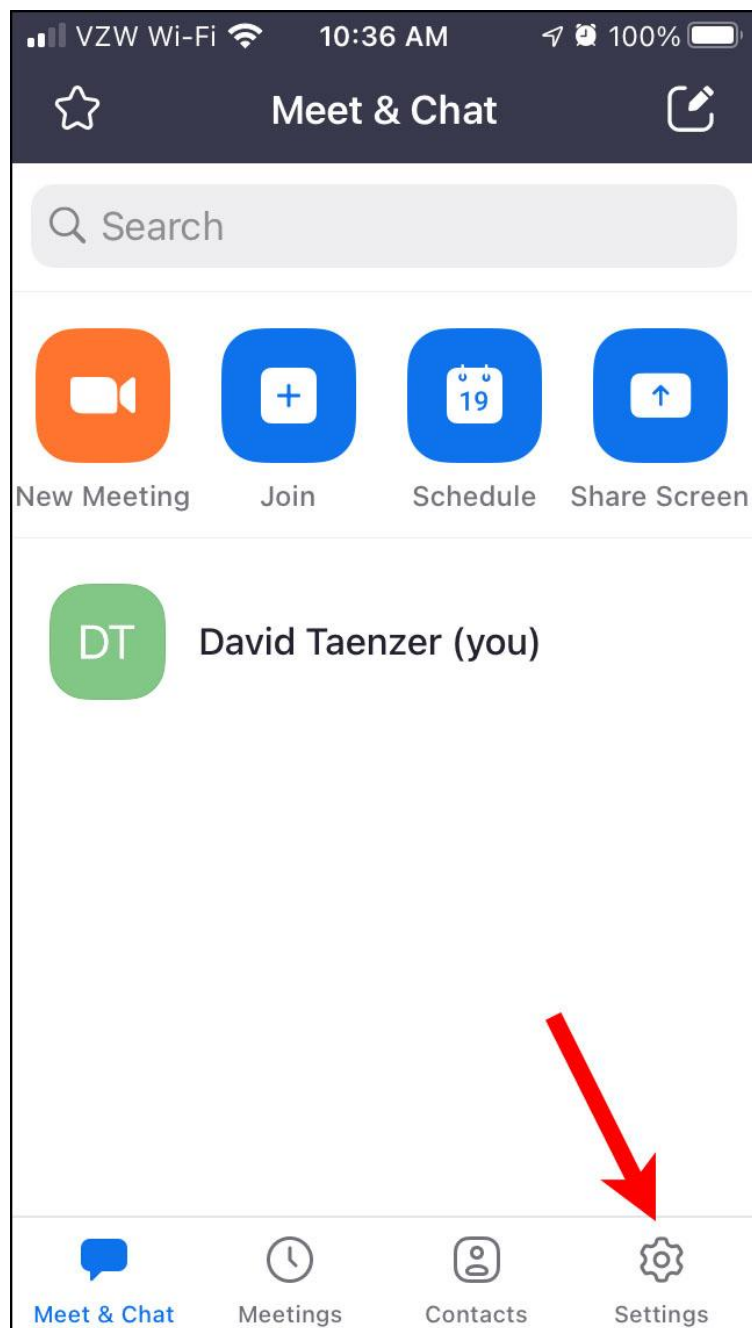 VZW Wi-Fi 10:36 AM 100%
Meet & Chat
Search
19
New Meeting Join Schedule Share Screen
DT David Taenzer (you)
Meet & Chat Meetings Contacts Settings